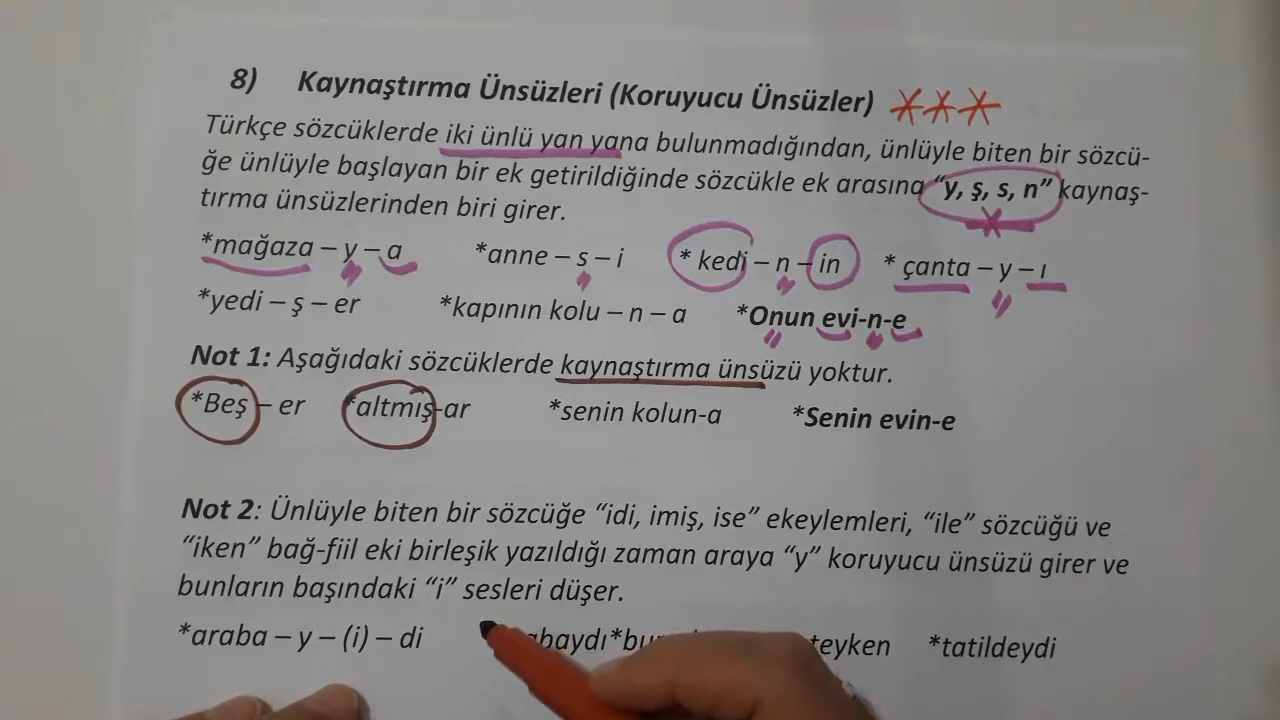 8) Kaynaştırma Ünsüzleri (Koruyucu Ünsüzler)
Türkçe sözcüklerde iki ünlü yan yana bulunmadığından, ünlüyle biten bir sözcü-
ğe ünlüyle başlayan bir ek getirildiğinde sözcükle ek arasına “y, ş, s, n” kaynaş-
tırma ünsüzlerinden biri girer.
*mağaza – y – a *anne – s – i * kedi – n – in * çanta – y – ı
*yedi – ş – er *kapının kolu – n – a *Onun evi-n-e
Not 1: Aşağıdaki sözcüklerde kaynaştırma ünsüzü yoktur.
*Beş – er *altmış-ar *senin kolun-a *Senin evin-e
Not 2: Ünlüyle biten bir sözcüğe “idi, imiş, ise” ekeylemleri, “ile” sözcüğü ve
“iken” bağ-fiil eki birleşik yazıldığı zaman araya “y” koruyucu ünsüzü girer ve
bunların başındaki “i” sesleri düşer.
*araba – y – (i) – di *tatildeydi